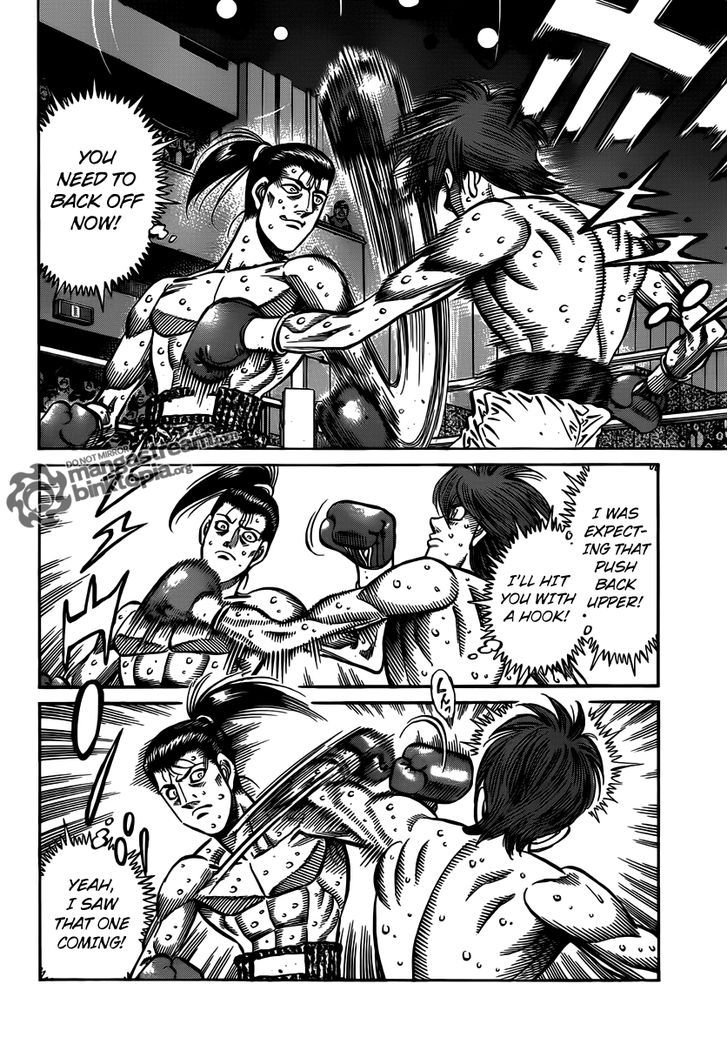 YOU
NEED TO
BACK OFF
NOW!
DO NOT MIRROR
mangastream.com
binktopia.org
I WAS
EXPECT-
ING THAT
PUSH
BACK
UPPER!
I'LL HIT
YOU WITH
A HOOK!
YEAH,
I SAW
THAT ONE
COMING!